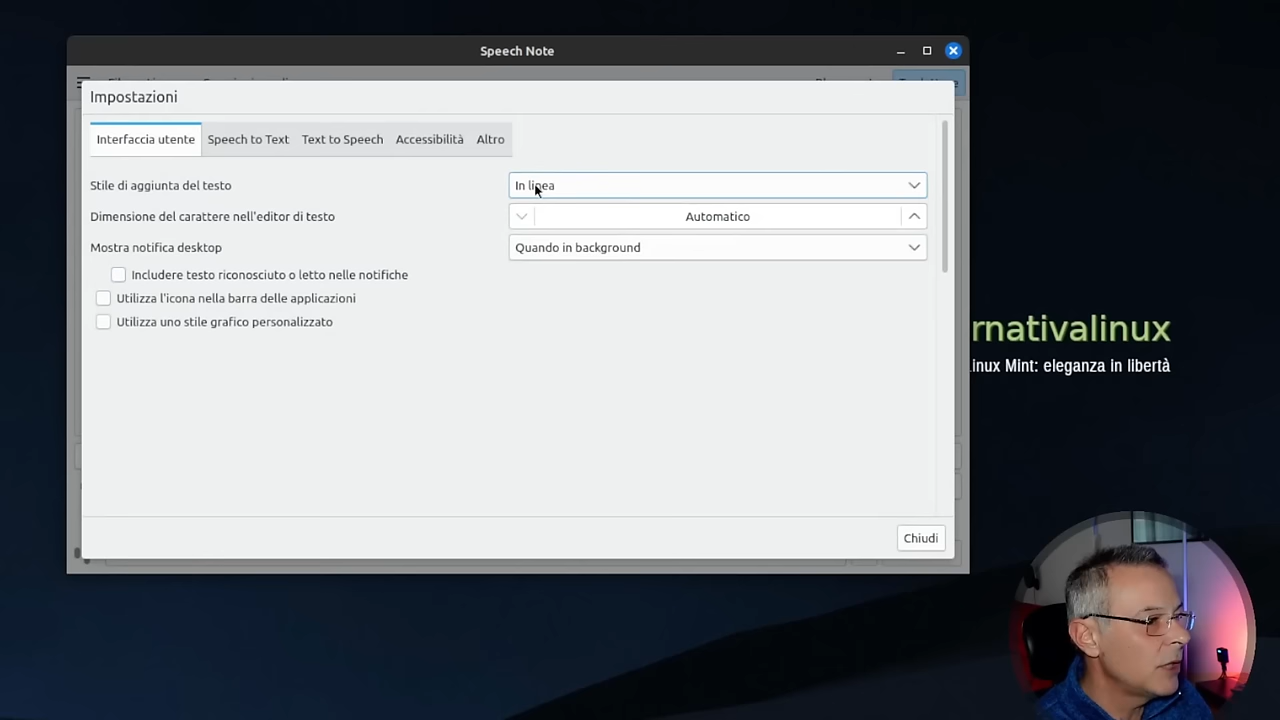 Speech Note
Impostazioni
Interfaccia utente Speech to Text Text to Speech Accessibilità Altro
Stile di aggiunta del testo In linea
Dimensione del carattere nell'editor di testo Automatico
Mostra notifica desktop Quando in background
Includere testo riconosciuto o letto nelle notifiche
Utilizza l'icona nella barra delle applicazioni
Utilizza uno stile grafico personalizzato
rnativalinux
inux Mint: eleganza in libertà
Chiudi